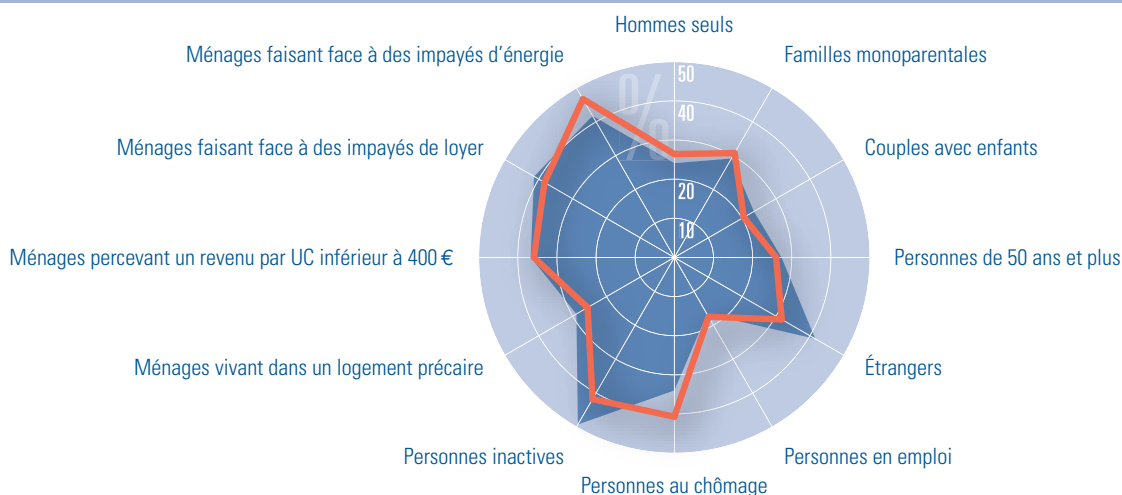 Hommes seuls
Ménages faisant face à des impayés d’énergie
Familles monoparentales
%
50
40
Ménages faisant face à des impayés de loyer
Couples avec enfants
%
20
10
Ménages percevant un revenu par UC inférieur à 400 €
Personnes de 50 ans et plus
Ménages vivant dans un logement précaire
Étrangers
Personnes inactives
Personnes en emploi
Personnes au chômage